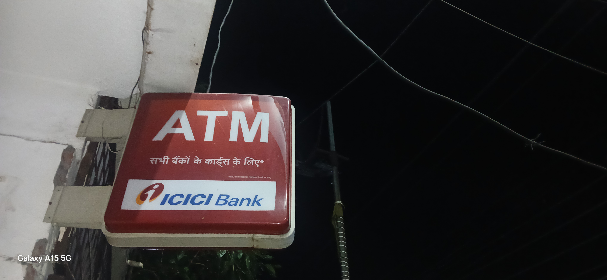 ATM
सभी बैंकों के कार्ड्स के लिए*
ICICI Bank
Galaxy A15 5G